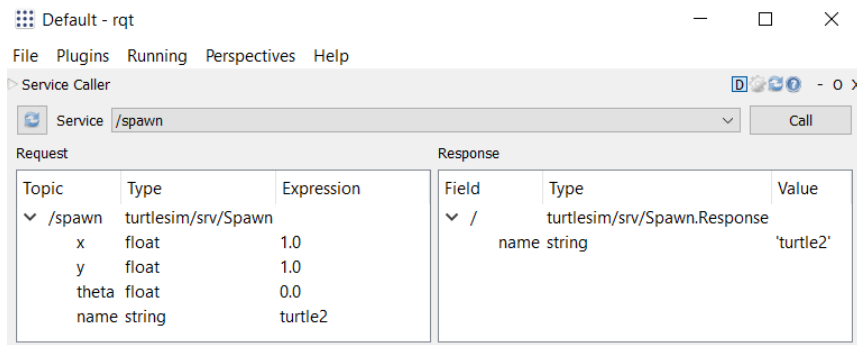 Default - rqt
File Plugins Running Perspectives Help
Service Caller D - O X
Service /spawn Call
Request Response
Topic Type Expression Field Type Value
/spawn turtlesim/srv/Spawn / turtlesim/srv/Spawn.Response
x float 1.0 name string 'turtle2'
y float 1.0
theta float 0.0
name string turtle2